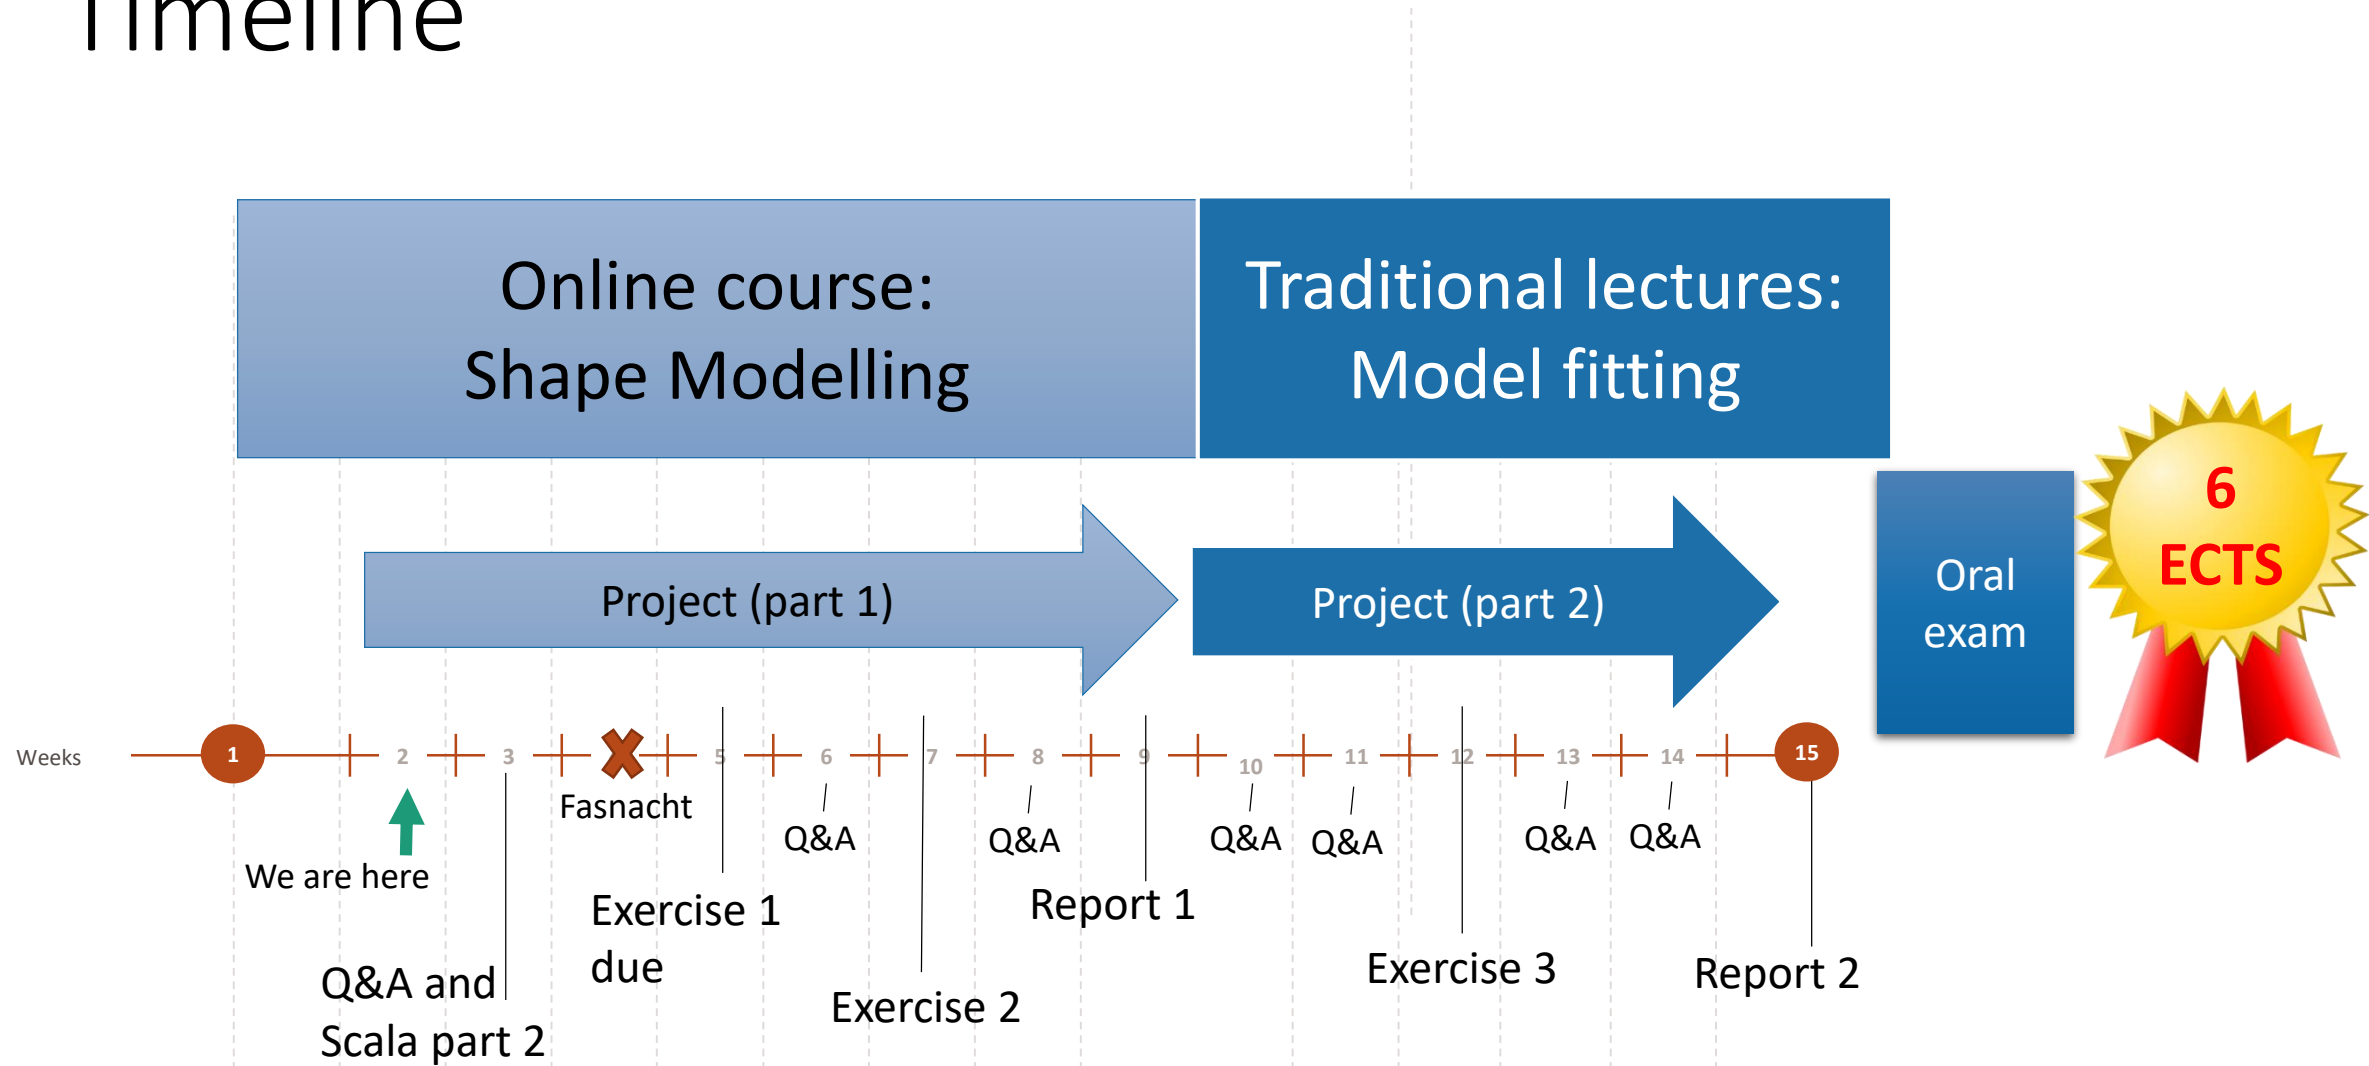 Timeline
Online course:
Shape Modelling
Traditional lectures:
Model fitting
6
ECTS
Project (part 1)
Project (part 2)
Oral
exam
Weeks
1
2
3
5
6
7
8
9
10
11
12
13
14
15
Fasnacht
Q&A
Q&A
Q&A
Q&A
Q&A
Q&A
We are here
Exercise 1
due
Report 1
Q&A and
Scala part 2
Exercise 2
Exercise 3
Report 2